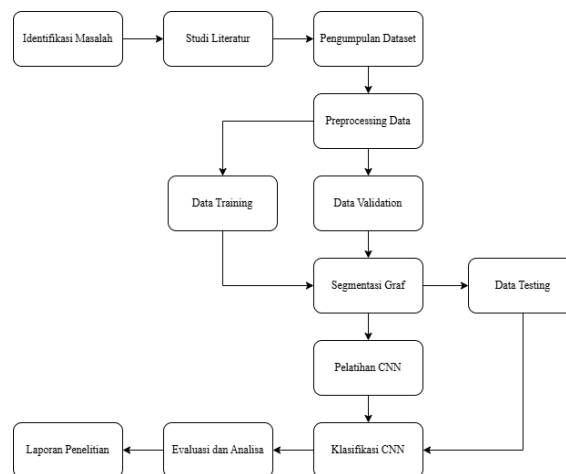 Identifikasi Masalah
Studi Literatur
Pengumpulan Dataset
Preprocessing Data
Data Training
Data Validation
Segmentasi Graf
Data Testing
Pelatihan CNN
Laporan Penelitian
Evaluasi dan Analisa
Klasifikasi CNN